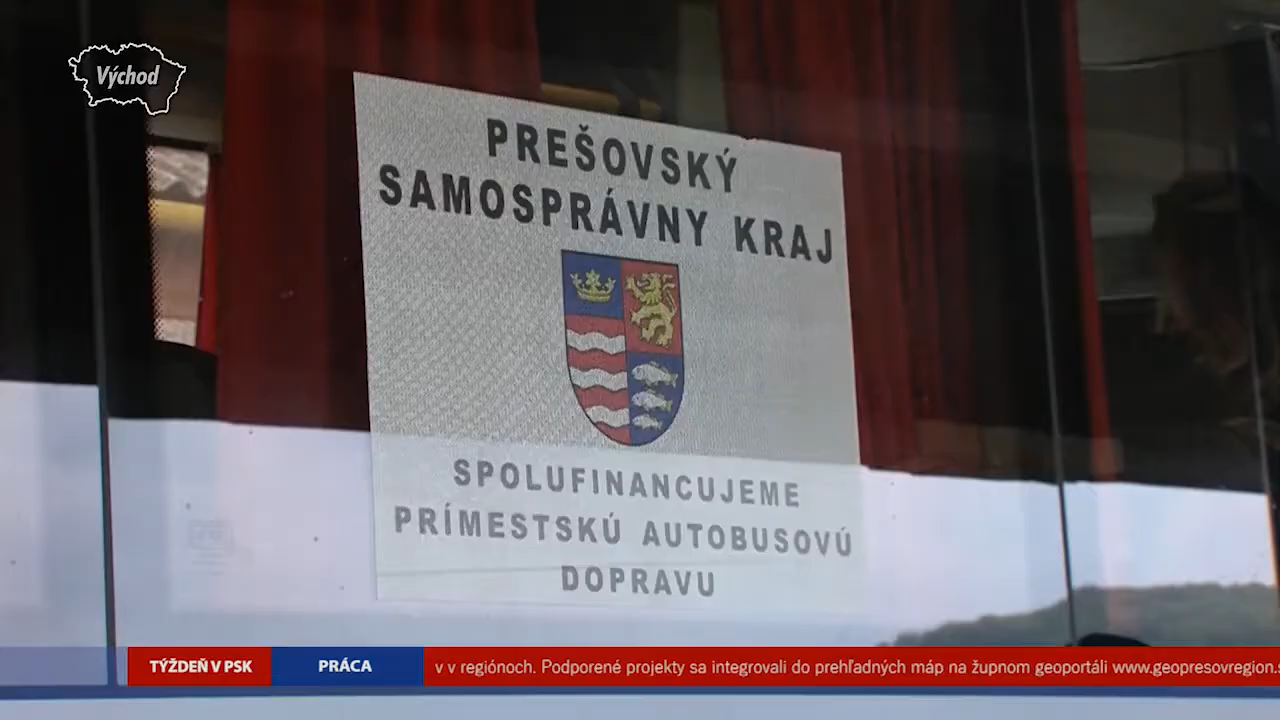 Východ
PREŠOVSKÝ
SAMOSPRÁVNY KRAJ
SPOLUFINANCUJEME
PRÍMESTSKÚ AUTOBUSOVÚ
DOPRAVU
TÝŽDEŇ V PSK
PRÁCA
v v regiónoch. Podporené projekty sa integrovali do prehľadných máp na župnom geoportáli www.geopresovregion.s